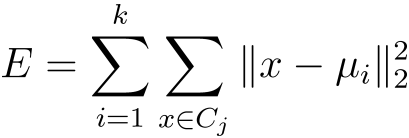 E = \sum_{i=1}^{k} \sum_{x \in C_j} \|x - \mu_i\|_2^2